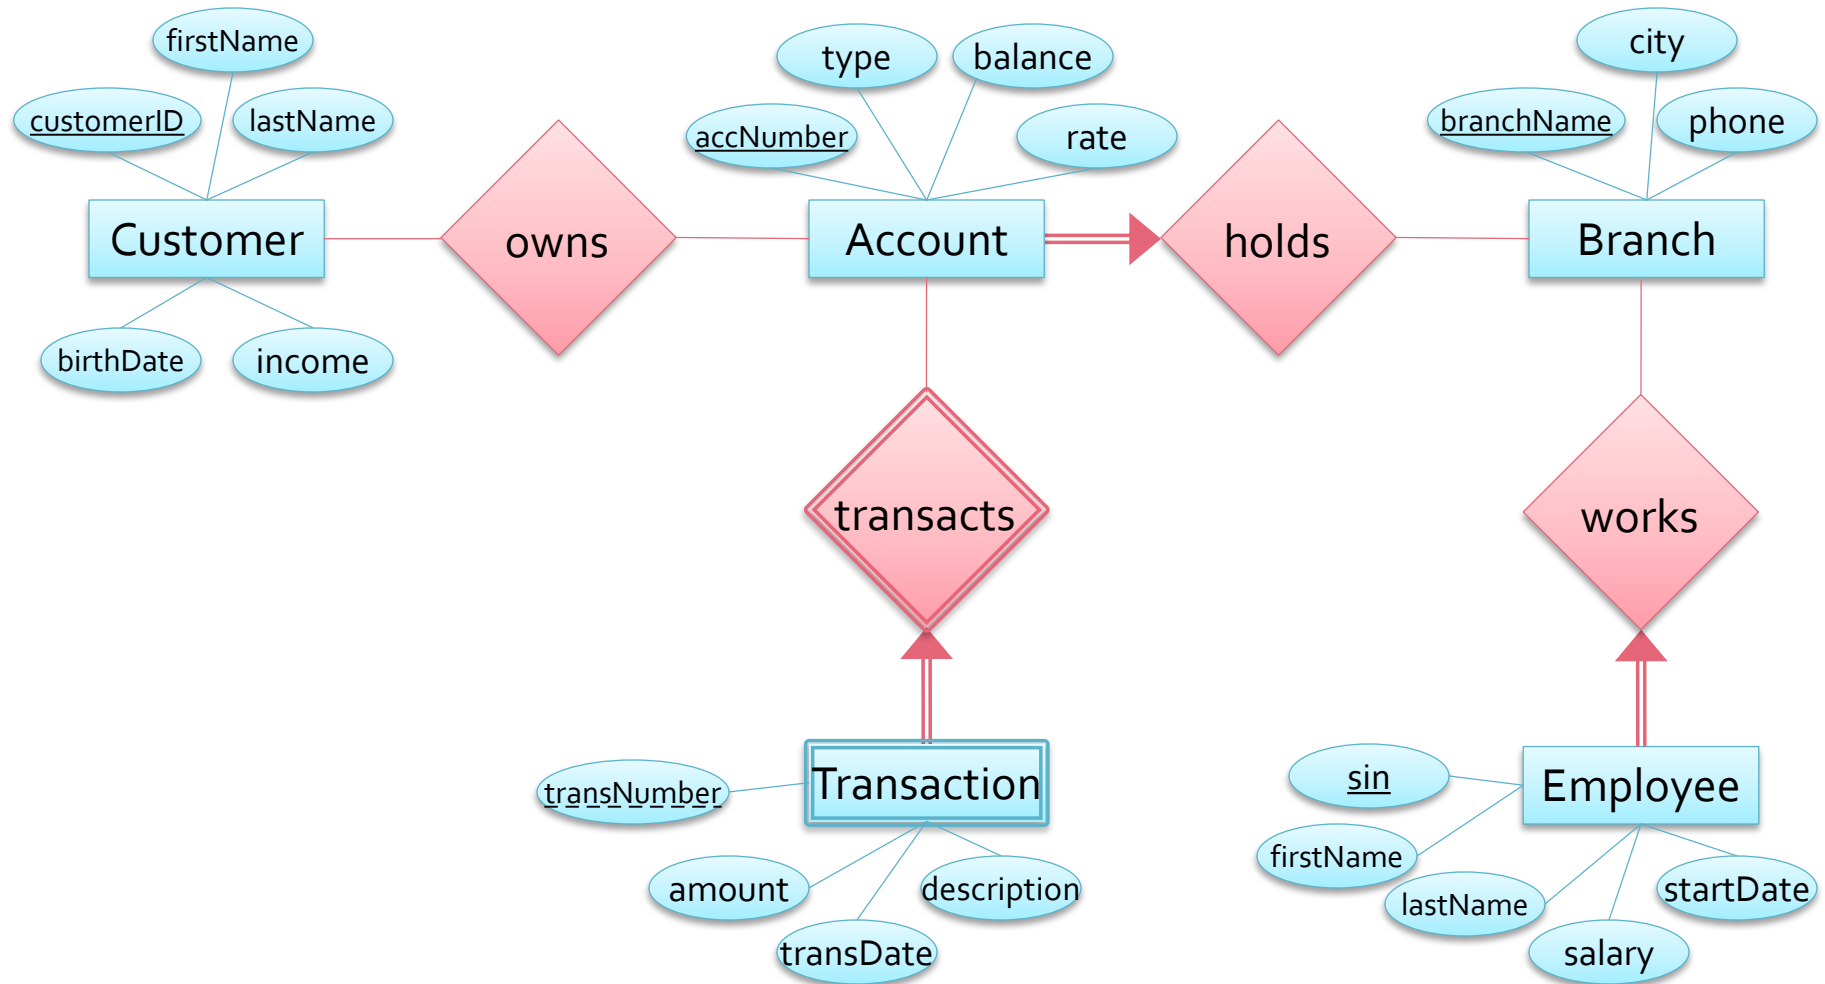 firstName
customerID
lastName
Customer
birthDate
income
owns
type
balance
accNumber
rate
Account
holds
city
branchName
phone
Branch
transacts
works
transNumber
Transaction
amount
description
transDate
sin
Employee
firstName
lastName
startDate
salary